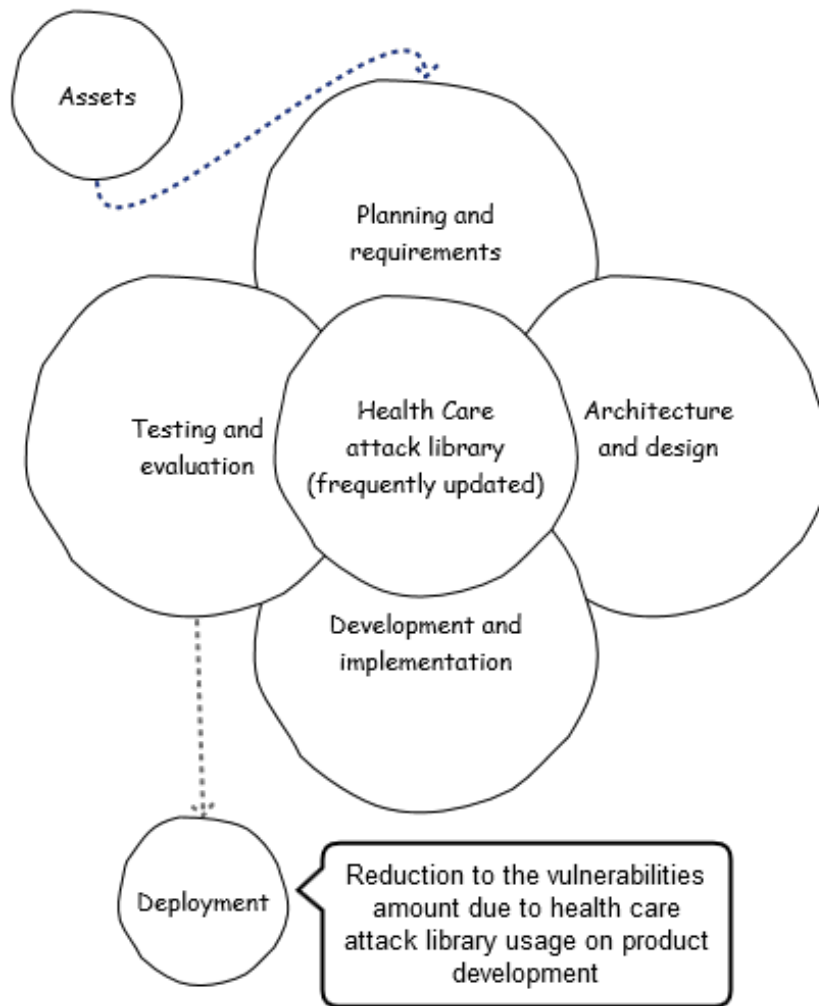 Assets
Planning and
requirements
Testing and
evaluation
Health Care
attack library
(frequently updated)
Architecture
and design
Development and
implementation
Deployment
Reduction to the vulnerabilities
amount due to health care
attack library usage on product
development